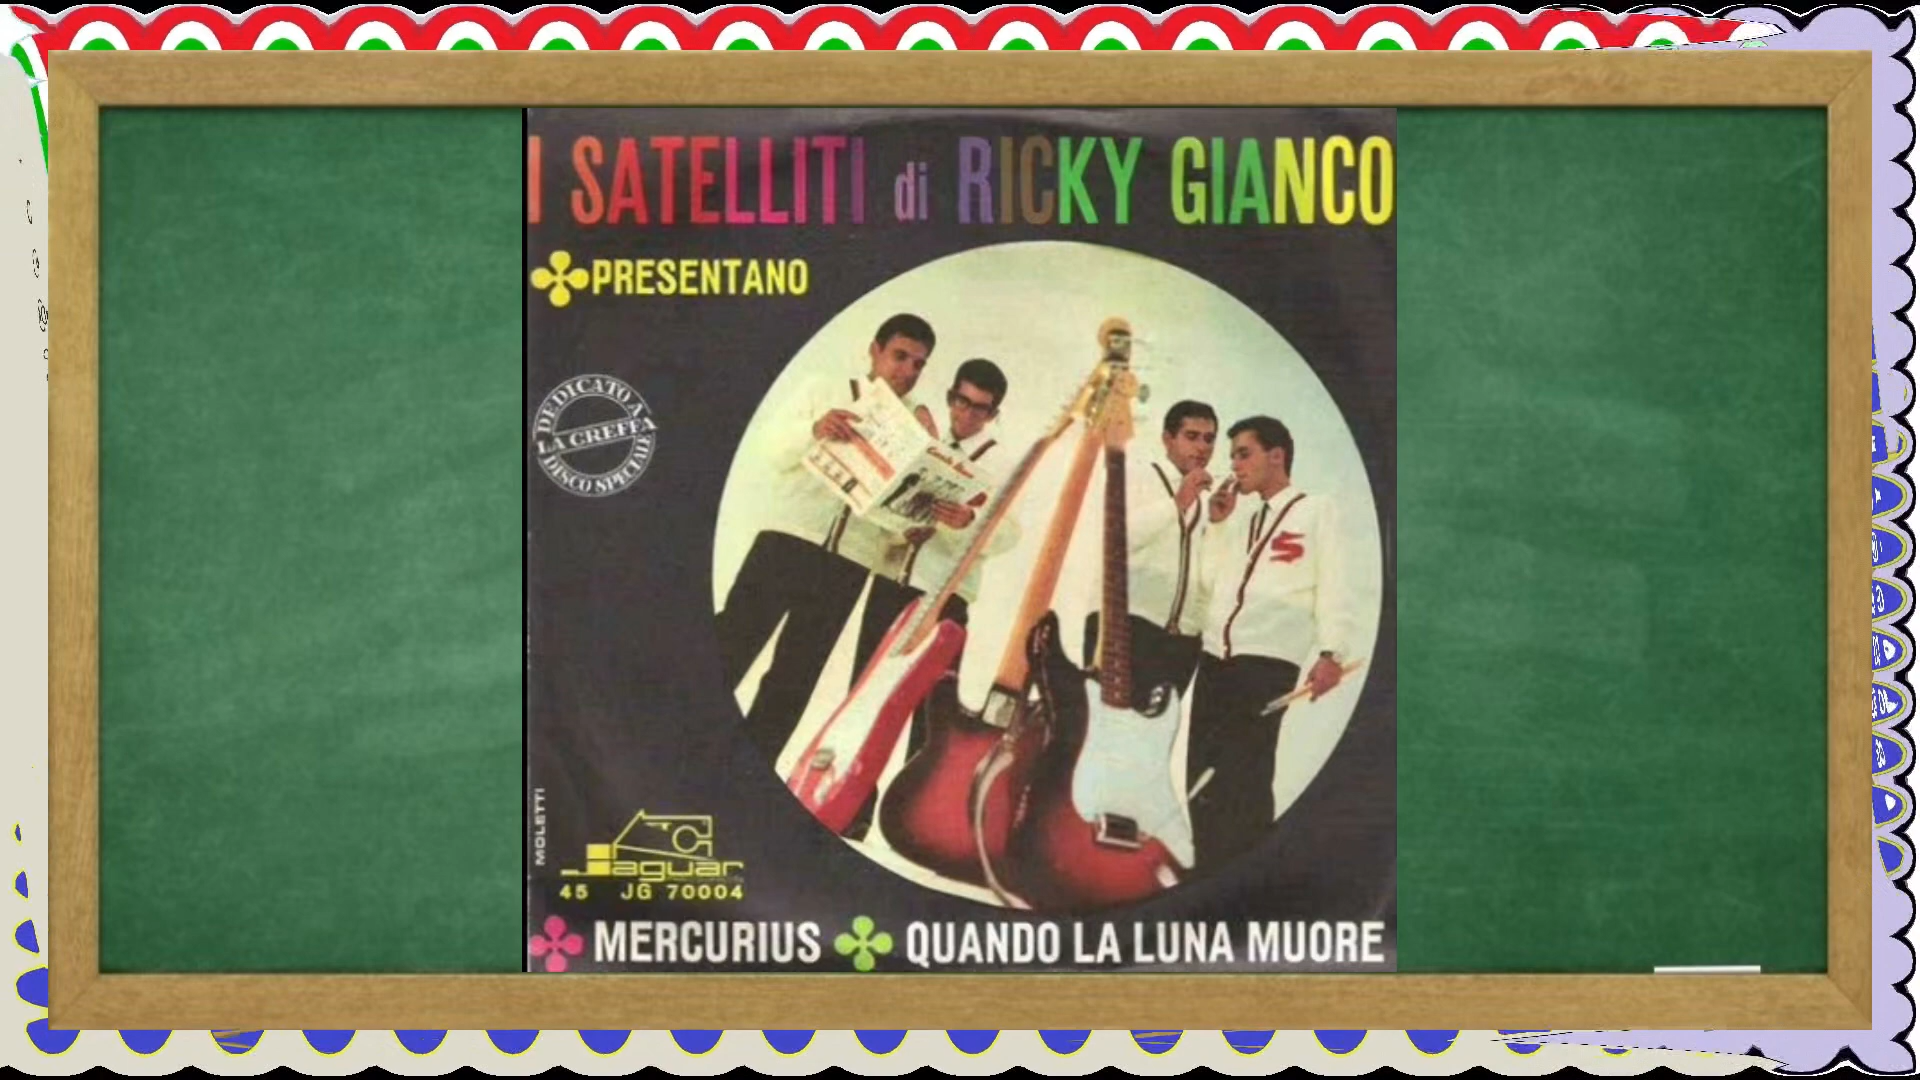 I SATELLITI di RICKY GIANCO
PRESENTANO
DEDICATO A
LA GREFFA
DISCO SPECIALE
MOLETTI
Jaguar
45 JG 70004
MERCURIUS QUANDO LA LUNA MUORE